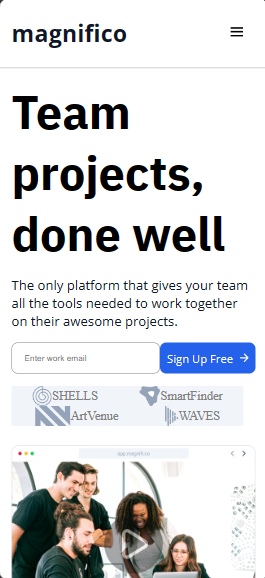 magnifico
Team
projects,
done well
The only platform that gives your team
all the tools needed to work together
on their awesome projects.
Enter work email
Sign Up Free →
SHELLS SmartFinder
ArtVenue WAVES
app.magnifi.co